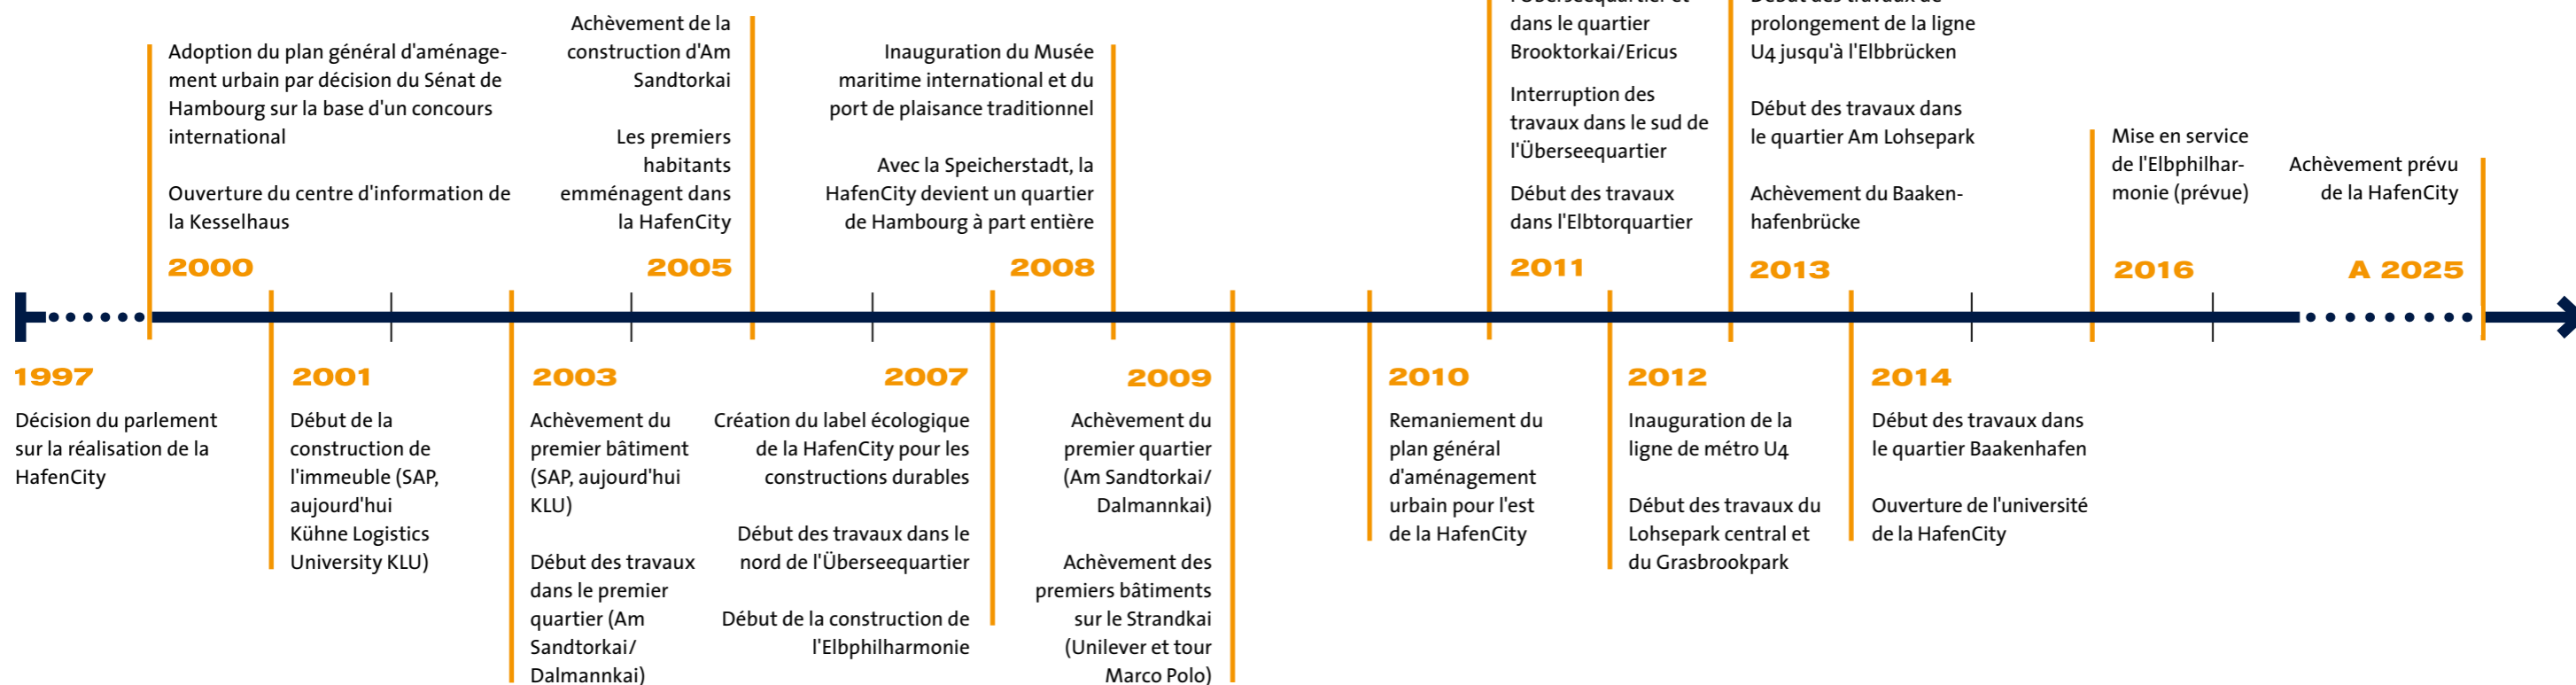 Adoption du plan général d'aménage-
ment urbain par décision du Sénat de
Hambourg sur la base d'un concours
international
Ouverture du centre d'information de
la Kesselhaus
2000
Achèvement de la
construction d'Am
Sandtorkai
Les premiers
habitants
emménagent dans
la HafenCity
2005
Inauguration du Musée
maritime international et du
port de plaisance traditionnel
Avec la Speicherstadt, la
HafenCity devient un quartier
de Hambourg à part entière
2008
l'Überseequartier et
dans le quartier
Brooktorkai/Ericus
Interruption des
travaux dans le sud de
l'Überseequartier
Début des travaux
dans l'Elbtorquartier
2011
Début des travaux de
prolongement de la ligne
U4 jusqu'à l'Elbbrücken
Début des travaux dans
le quartier Am Lohsepark
Achèvement du Baaken-
hafenbrücke
2013
Mise en service
de l'Elbphilhar-
monie (prévue)
2016
Achèvement prévu
de la HafenCity
A 2025
1997
Décision du parlement
sur la réalisation de la
HafenCity
2001
Début de la
construction de
l'immeuble (SAP,
aujourd'hui
Kühne Logistics
University KLU)
2003
Achèvement du
premier bâtiment
(SAP, aujourd'hui
KLU)
Début des travaux
dans le premier
quartier (Am
Sandtorkai/
Dalmannkai)
2007
Création du label écologique
de la HafenCity pour les
constructions durables
Début des travaux dans le
nord de l'Überseequartier
Début de la construction de
l'Elbphilharmonie
2009
Achèvement du
premier quartier
(Am Sandtorkai/
Dalmannkai)
Achèvement des
premiers bâtiments
sur le Strandkai
(Unilever et tour
Marco Polo)
2010
Remaniement du
plan général
d'aménagement
urbain pour l'est
de la HafenCity
2012
Inauguration de la
ligne de métro U4
Début des travaux du
Lohsepark central et
du Grasbrookpark
2014
Début des travaux dans
le quartier Baakenhafen
Ouverture de l'université
de la HafenCity